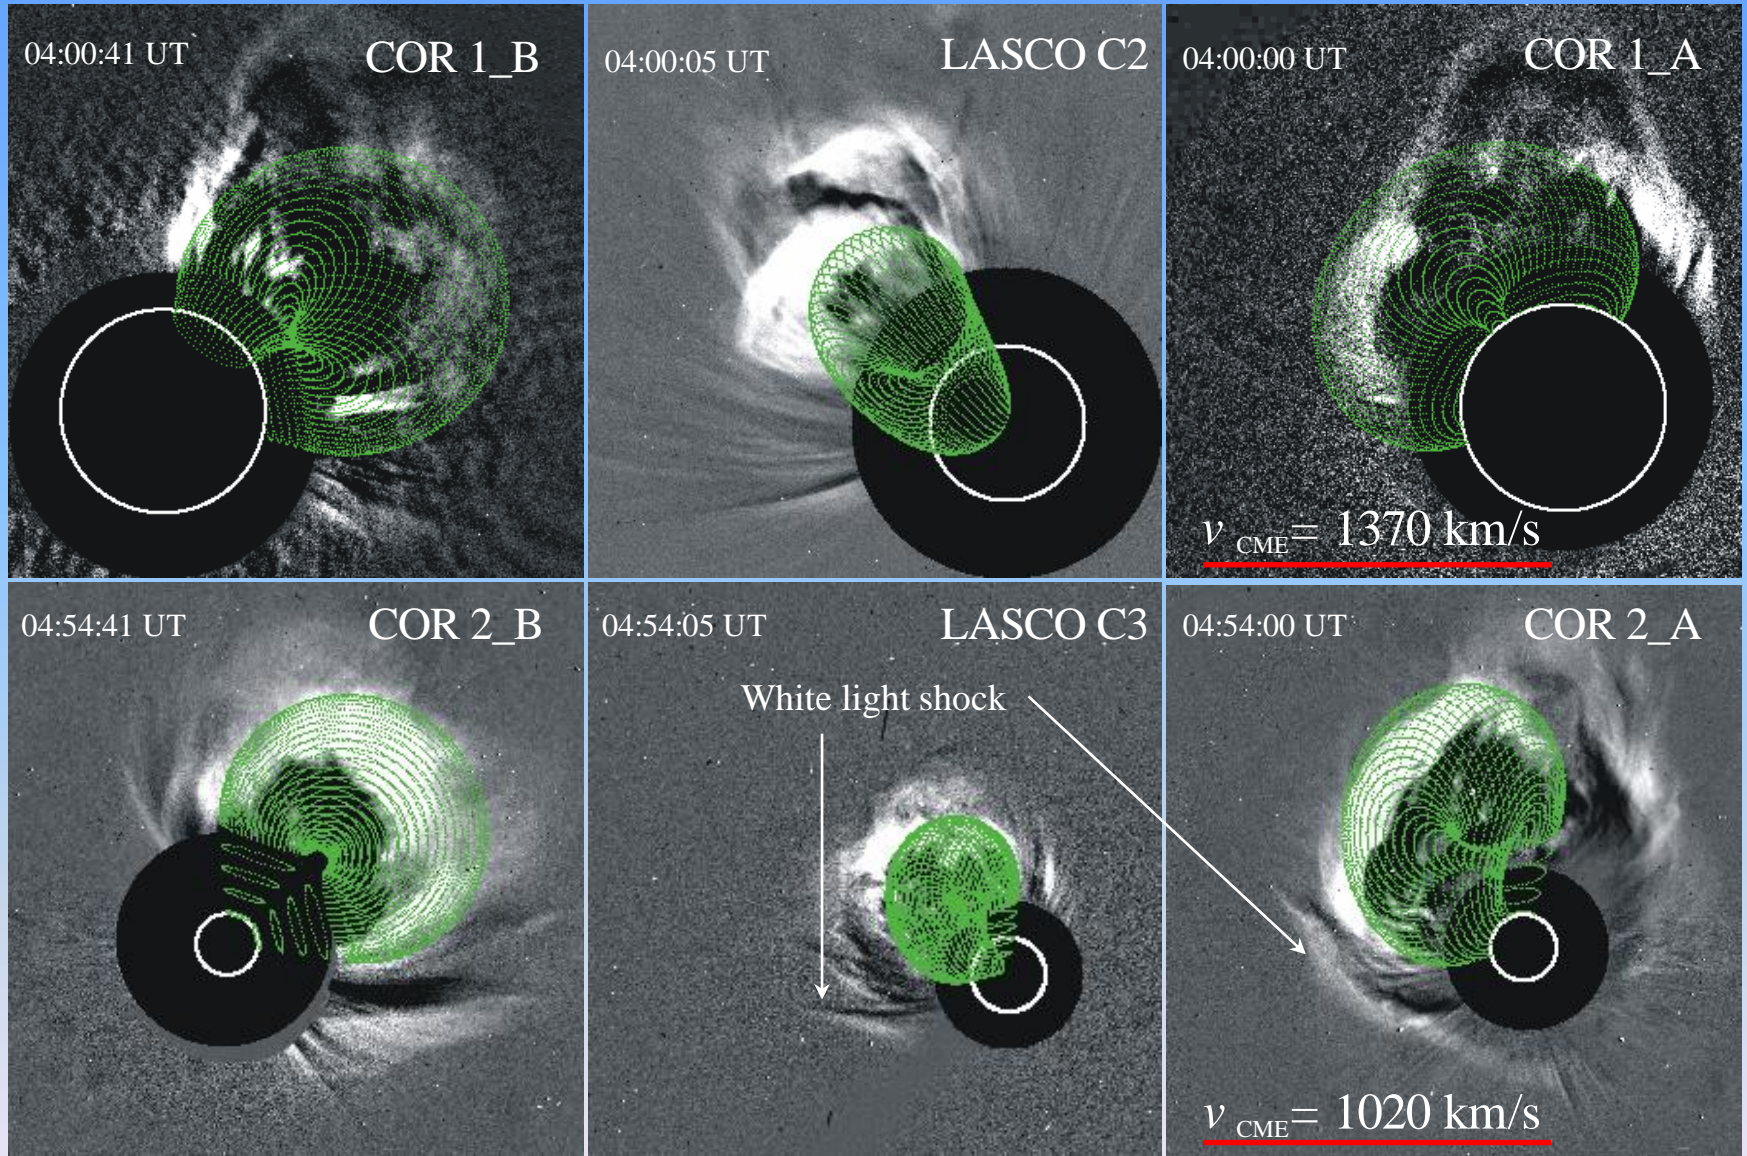 04:00:41 UT
COR 1_B
04:00:05 UT
LASCO C2
04:00:00 UT
COR 1_A
v CME= 1370 km/s
04:54:41 UT
COR 2_B
04:54:05 UT
LASCO C3
04:54:00 UT
COR 2_A
White light shock
v CME= 1020 km/s